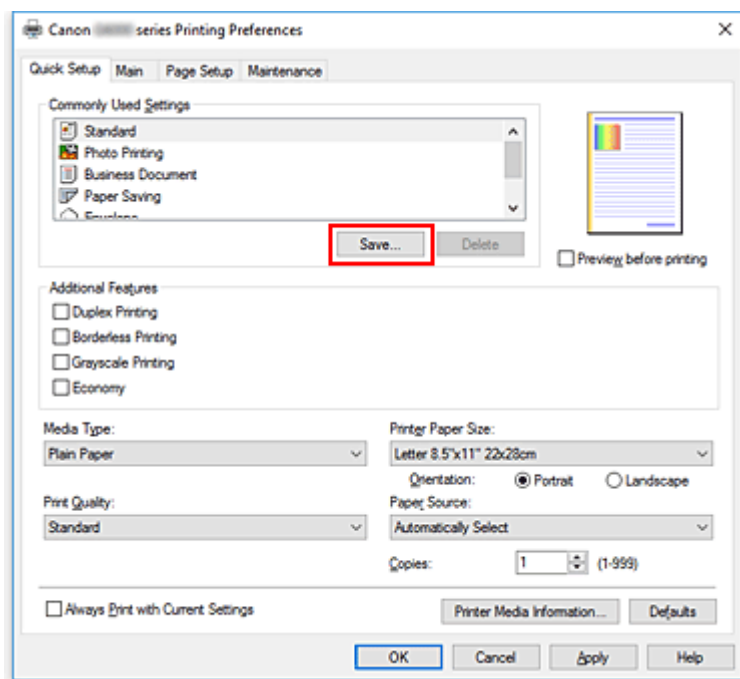 Canon series Printing Preferences
Quick Setup Main Page Setup Maintenance
Commonly Used Settings
Standard
Photo Printing
Business Document
Paper Saving
Save... Delete
Preview before printing
Additional Features
Duplex Printing
Borderless Printing
Grayscale Printing
Economy
Media Type: Printer Paper Size:
Plain Paper Letter 8.5"x11" 22x28cm
Orientation: Portrait Landscape
Print Quality: Paper Source:
Standard Automatically Select
Copies: 1 (1-999)
Always Print with Current Settings Printer Media Information... Defaults
OK Cancel Apply Help